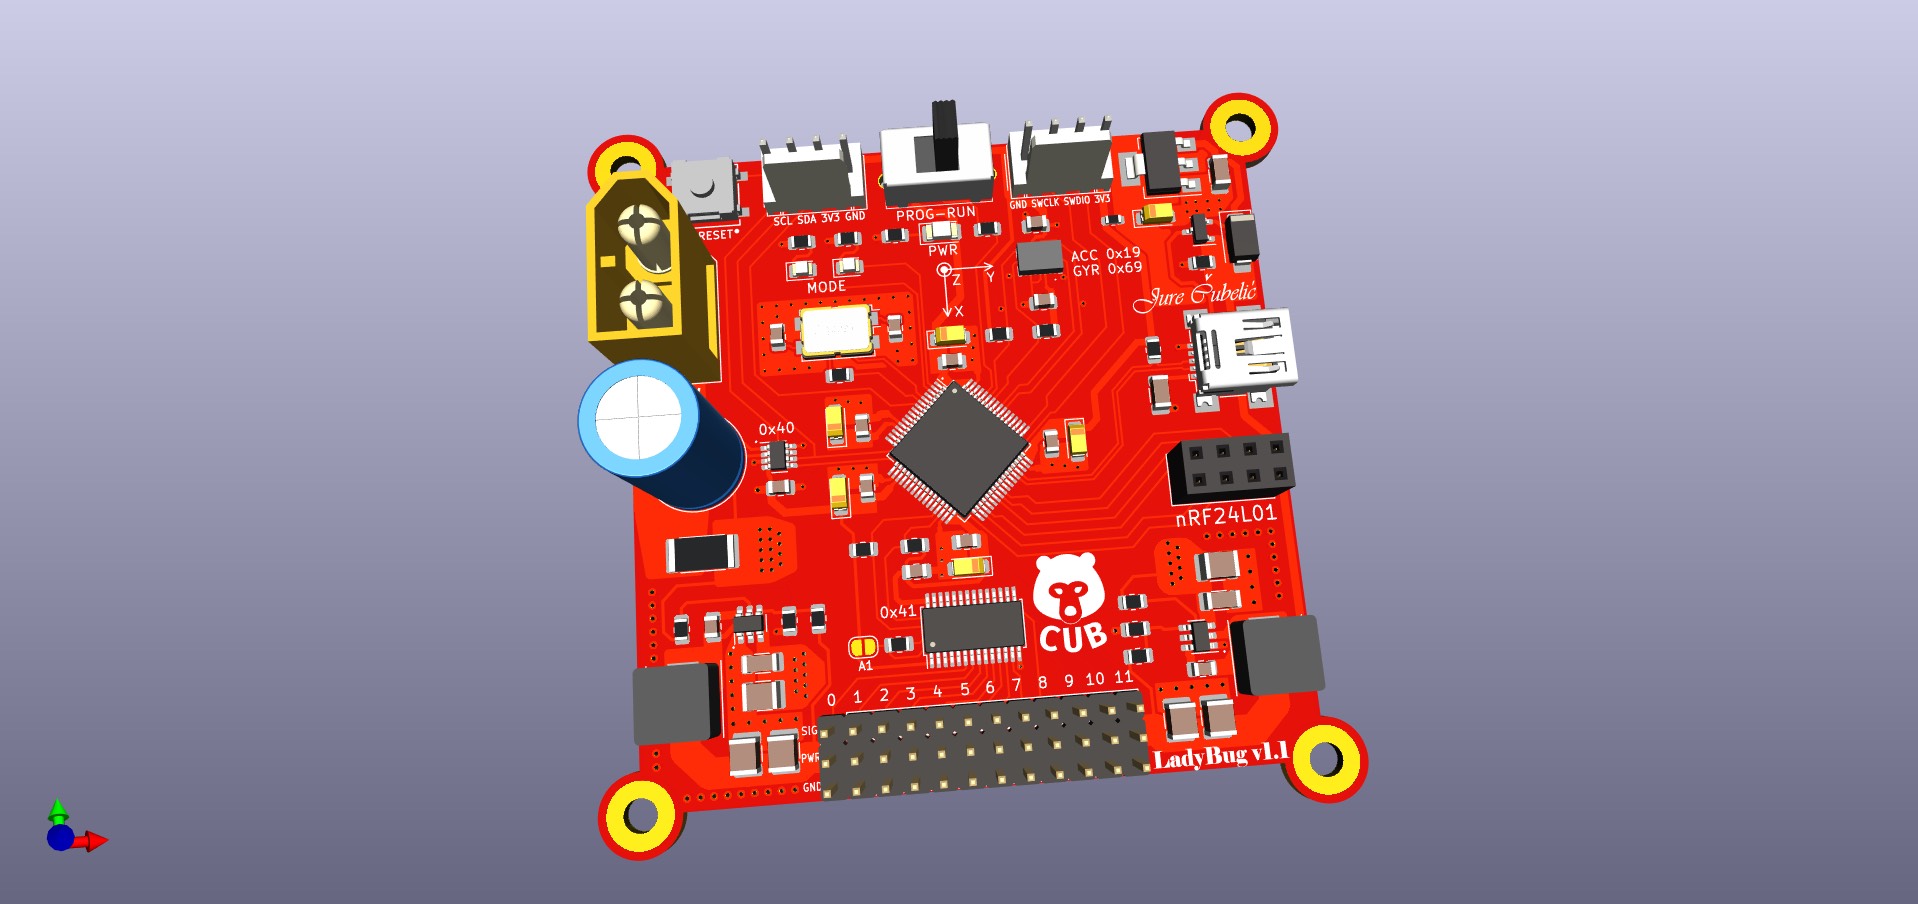 RESET
SCL SDA 3V3 GND
PROG-RUN
GND SWCLK SWDIO 3V3
PWR
MODE
Z
Y
X
ACC 0x19
GYR 0x69
Jure Cubelić
0x40
nRF24L01
0x41
A1
CUB
0 1 2 3 4 5 6 7 8 9 10 11
SIG
PWR
GND
LadyBug v1.1